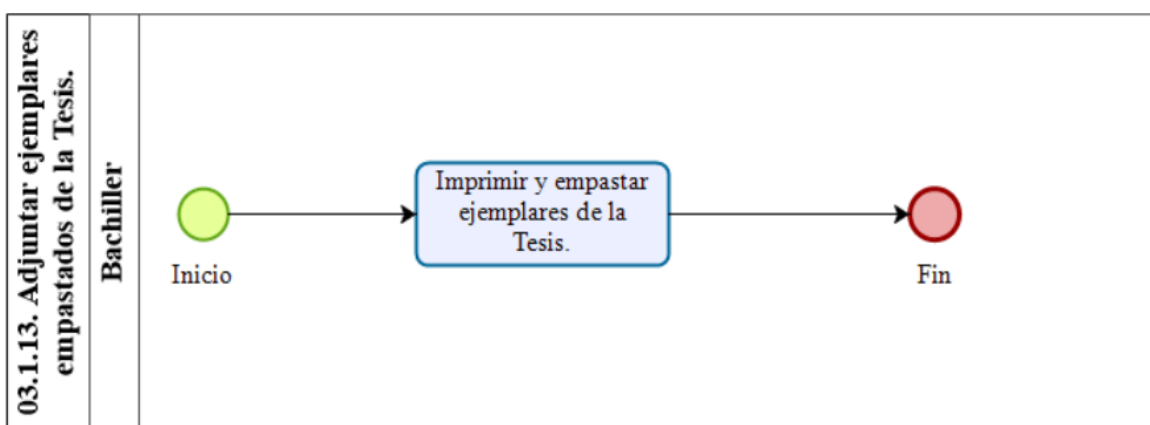 03.1.13. Adjuntar ejemplares
empastados de la Tesis.
Bachiller
Inicio
Imprimir y empastar
ejemplares de la
Tesis.
Fin